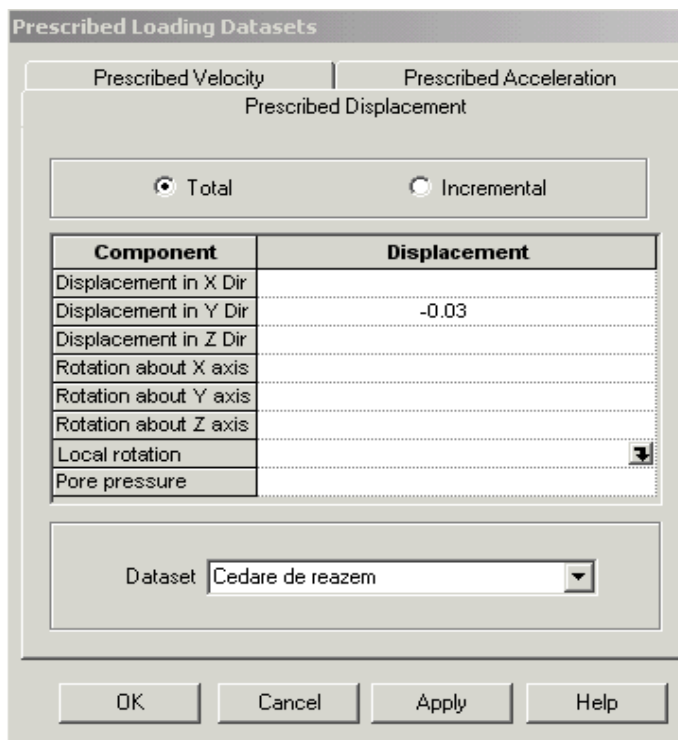 Prescribed Loading Datasets
Prescribed Velocity Prescribed Acceleration
Prescribed Displacement
Total Incremental
Component Displacement
Displacement in X Dir
Displacement in Y Dir -0.03
Displacement in Z Dir
Rotation about X axis
Rotation about Y axis
Rotation about Z axis
Local rotation
Pore pressure
Dataset Cedare de reazem
OK Cancel Apply Help